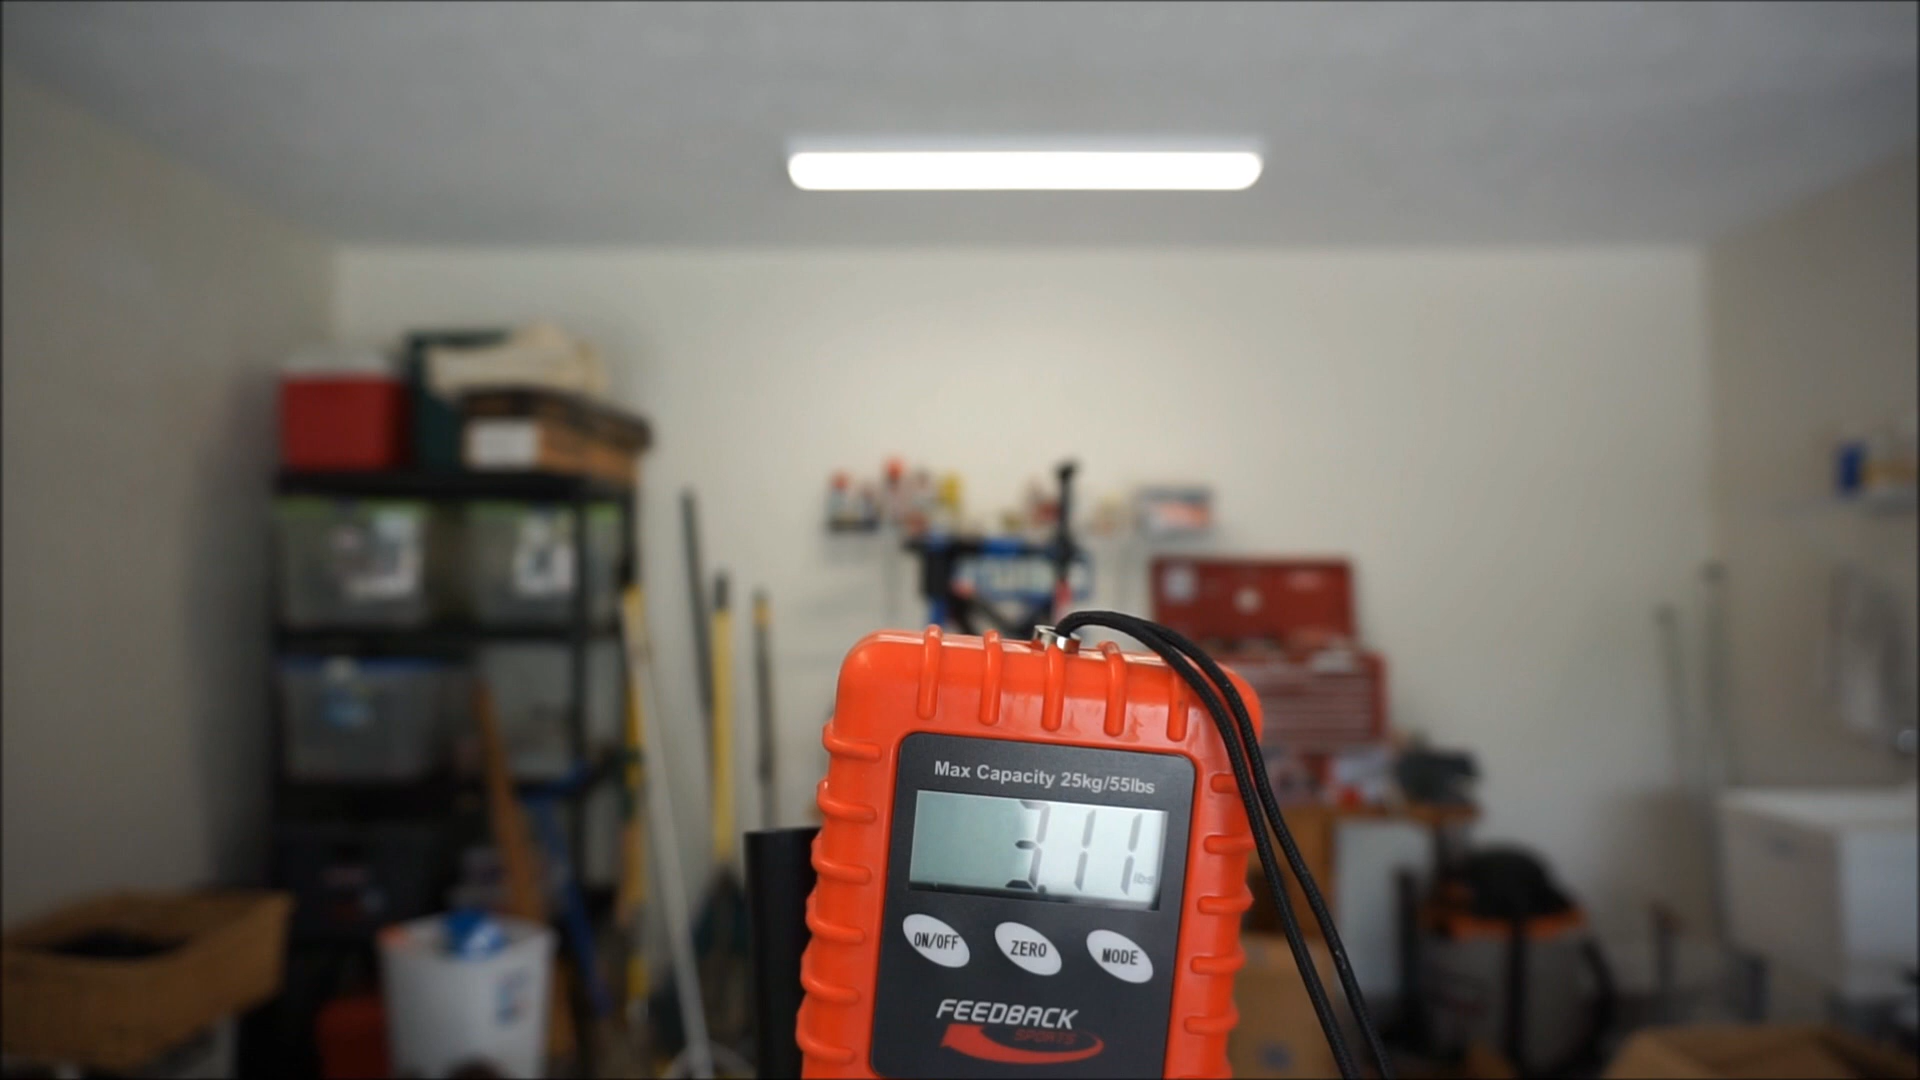 Max Capacity 25kg/55lbs
3.11 lbs
ON/OFF ZERO MODE
FEEDBACK
SPORTS